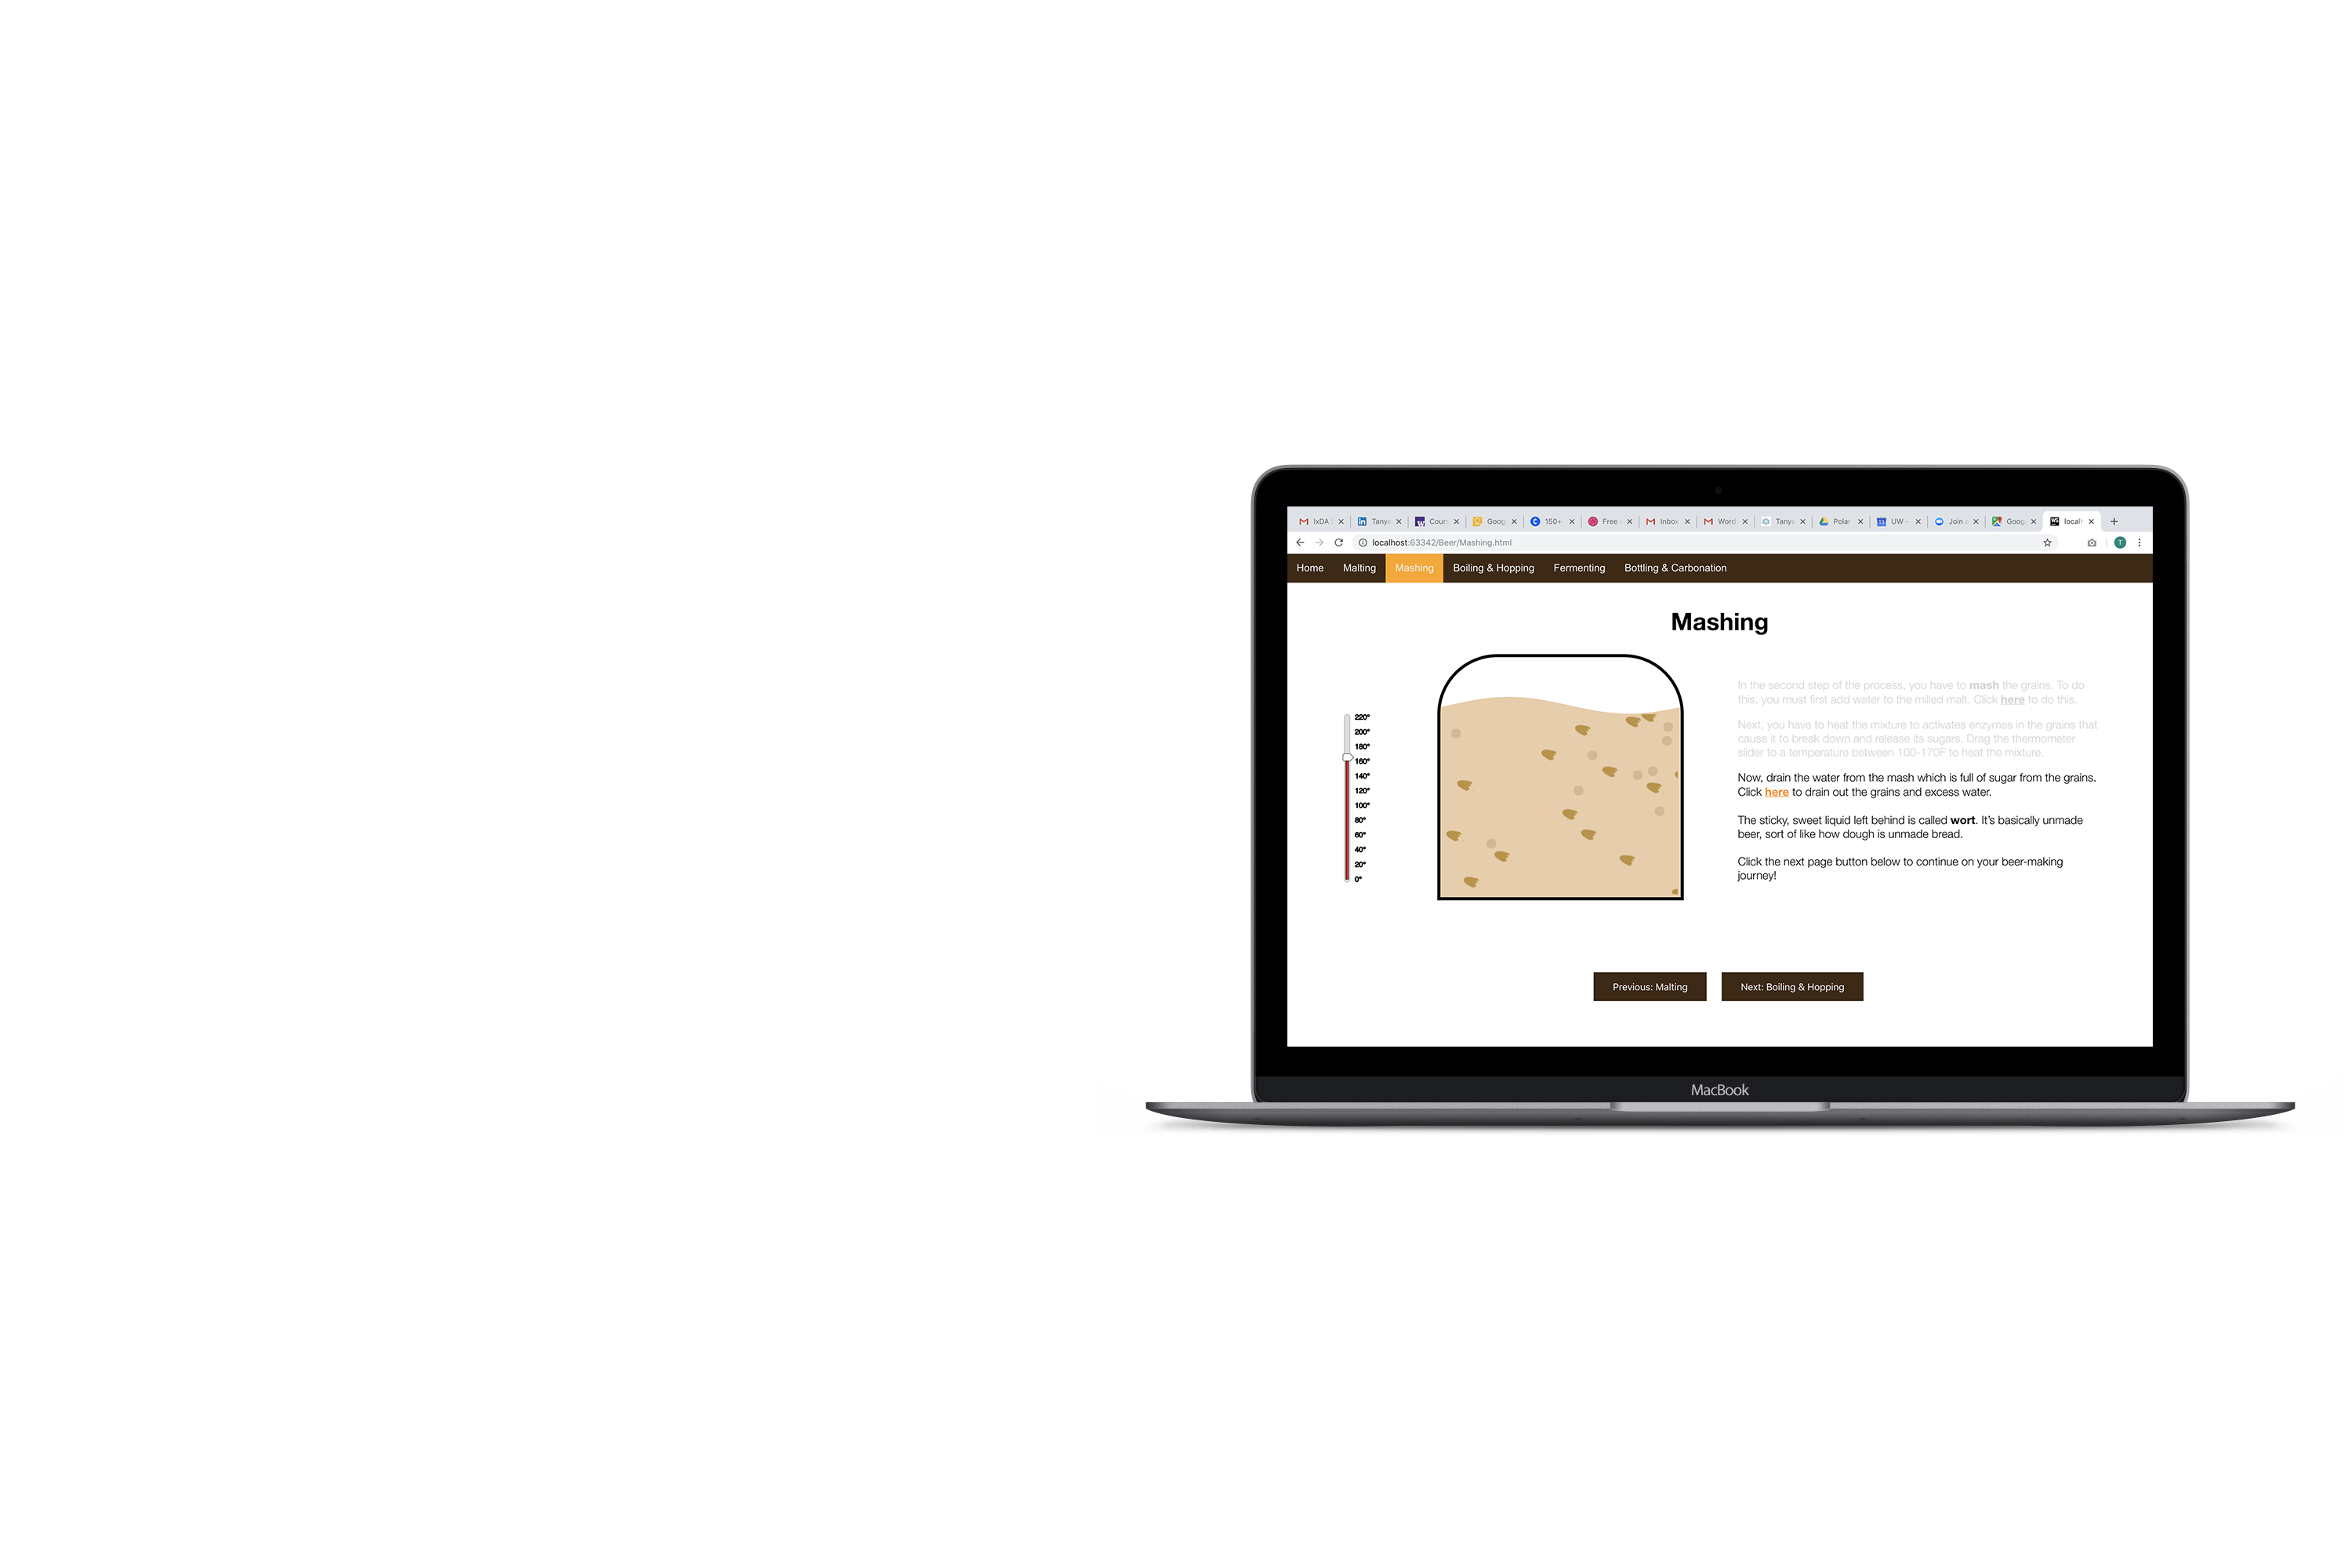 IxDA
Tanya
Cours
Goog
150+
Free
Inbox
Word
Tanya
Polar
UW -
Join
Goog
localh
localhost:63342/Beer/Mashing.html
T
Home
Malting
Mashing
Boiling & Hopping
Fermenting
Bottling & Carbonation
Mashing
220°
200°
180°
160°
140°
120°
100°
80°
60°
40°
20°
0°
In the second step of the process, you have to mash the grains. To do
this, you must first add water to the milled malt. Click here to do this.
Next, you have to heat the mixture to activates enzymes in the grains that
cause it to break down and release its sugars. Drag the thermometer
slider to a temperature between 100-170F to heat the mixture.
Now, drain the water from the mash which is full of sugar from the grains.
Click here to drain out the grains and excess water.
The sticky, sweet liquid left behind is called wort. It's basically unmade
beer, sort of like how dough is unmade bread.
Click the next page button below to continue on your beer-making
journey!
Previous: Malting
Next: Boiling & Hopping
MacBook